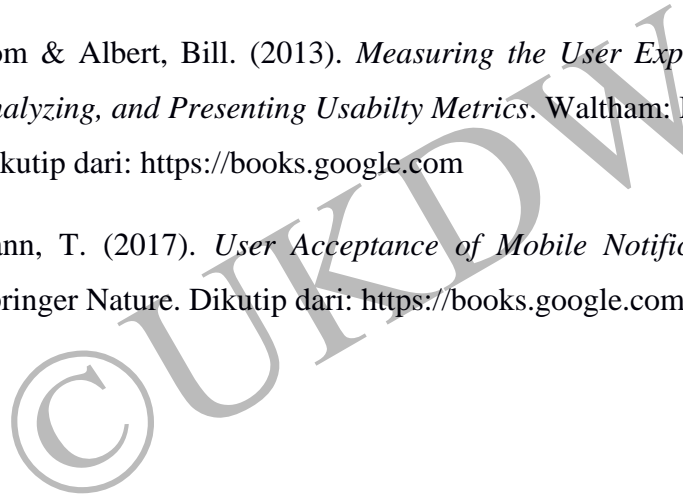 om & Albert, Bill. (2013). Measuring the User Exp
alyzing, and Presenting Usabilty Metrics. Waltham:
kutip dari: https://books.google.com
ann, T. (2017). User Acceptance of Mobile Notific
ringer Nature. Dikutip dari: https://books.google.com
©UKDW